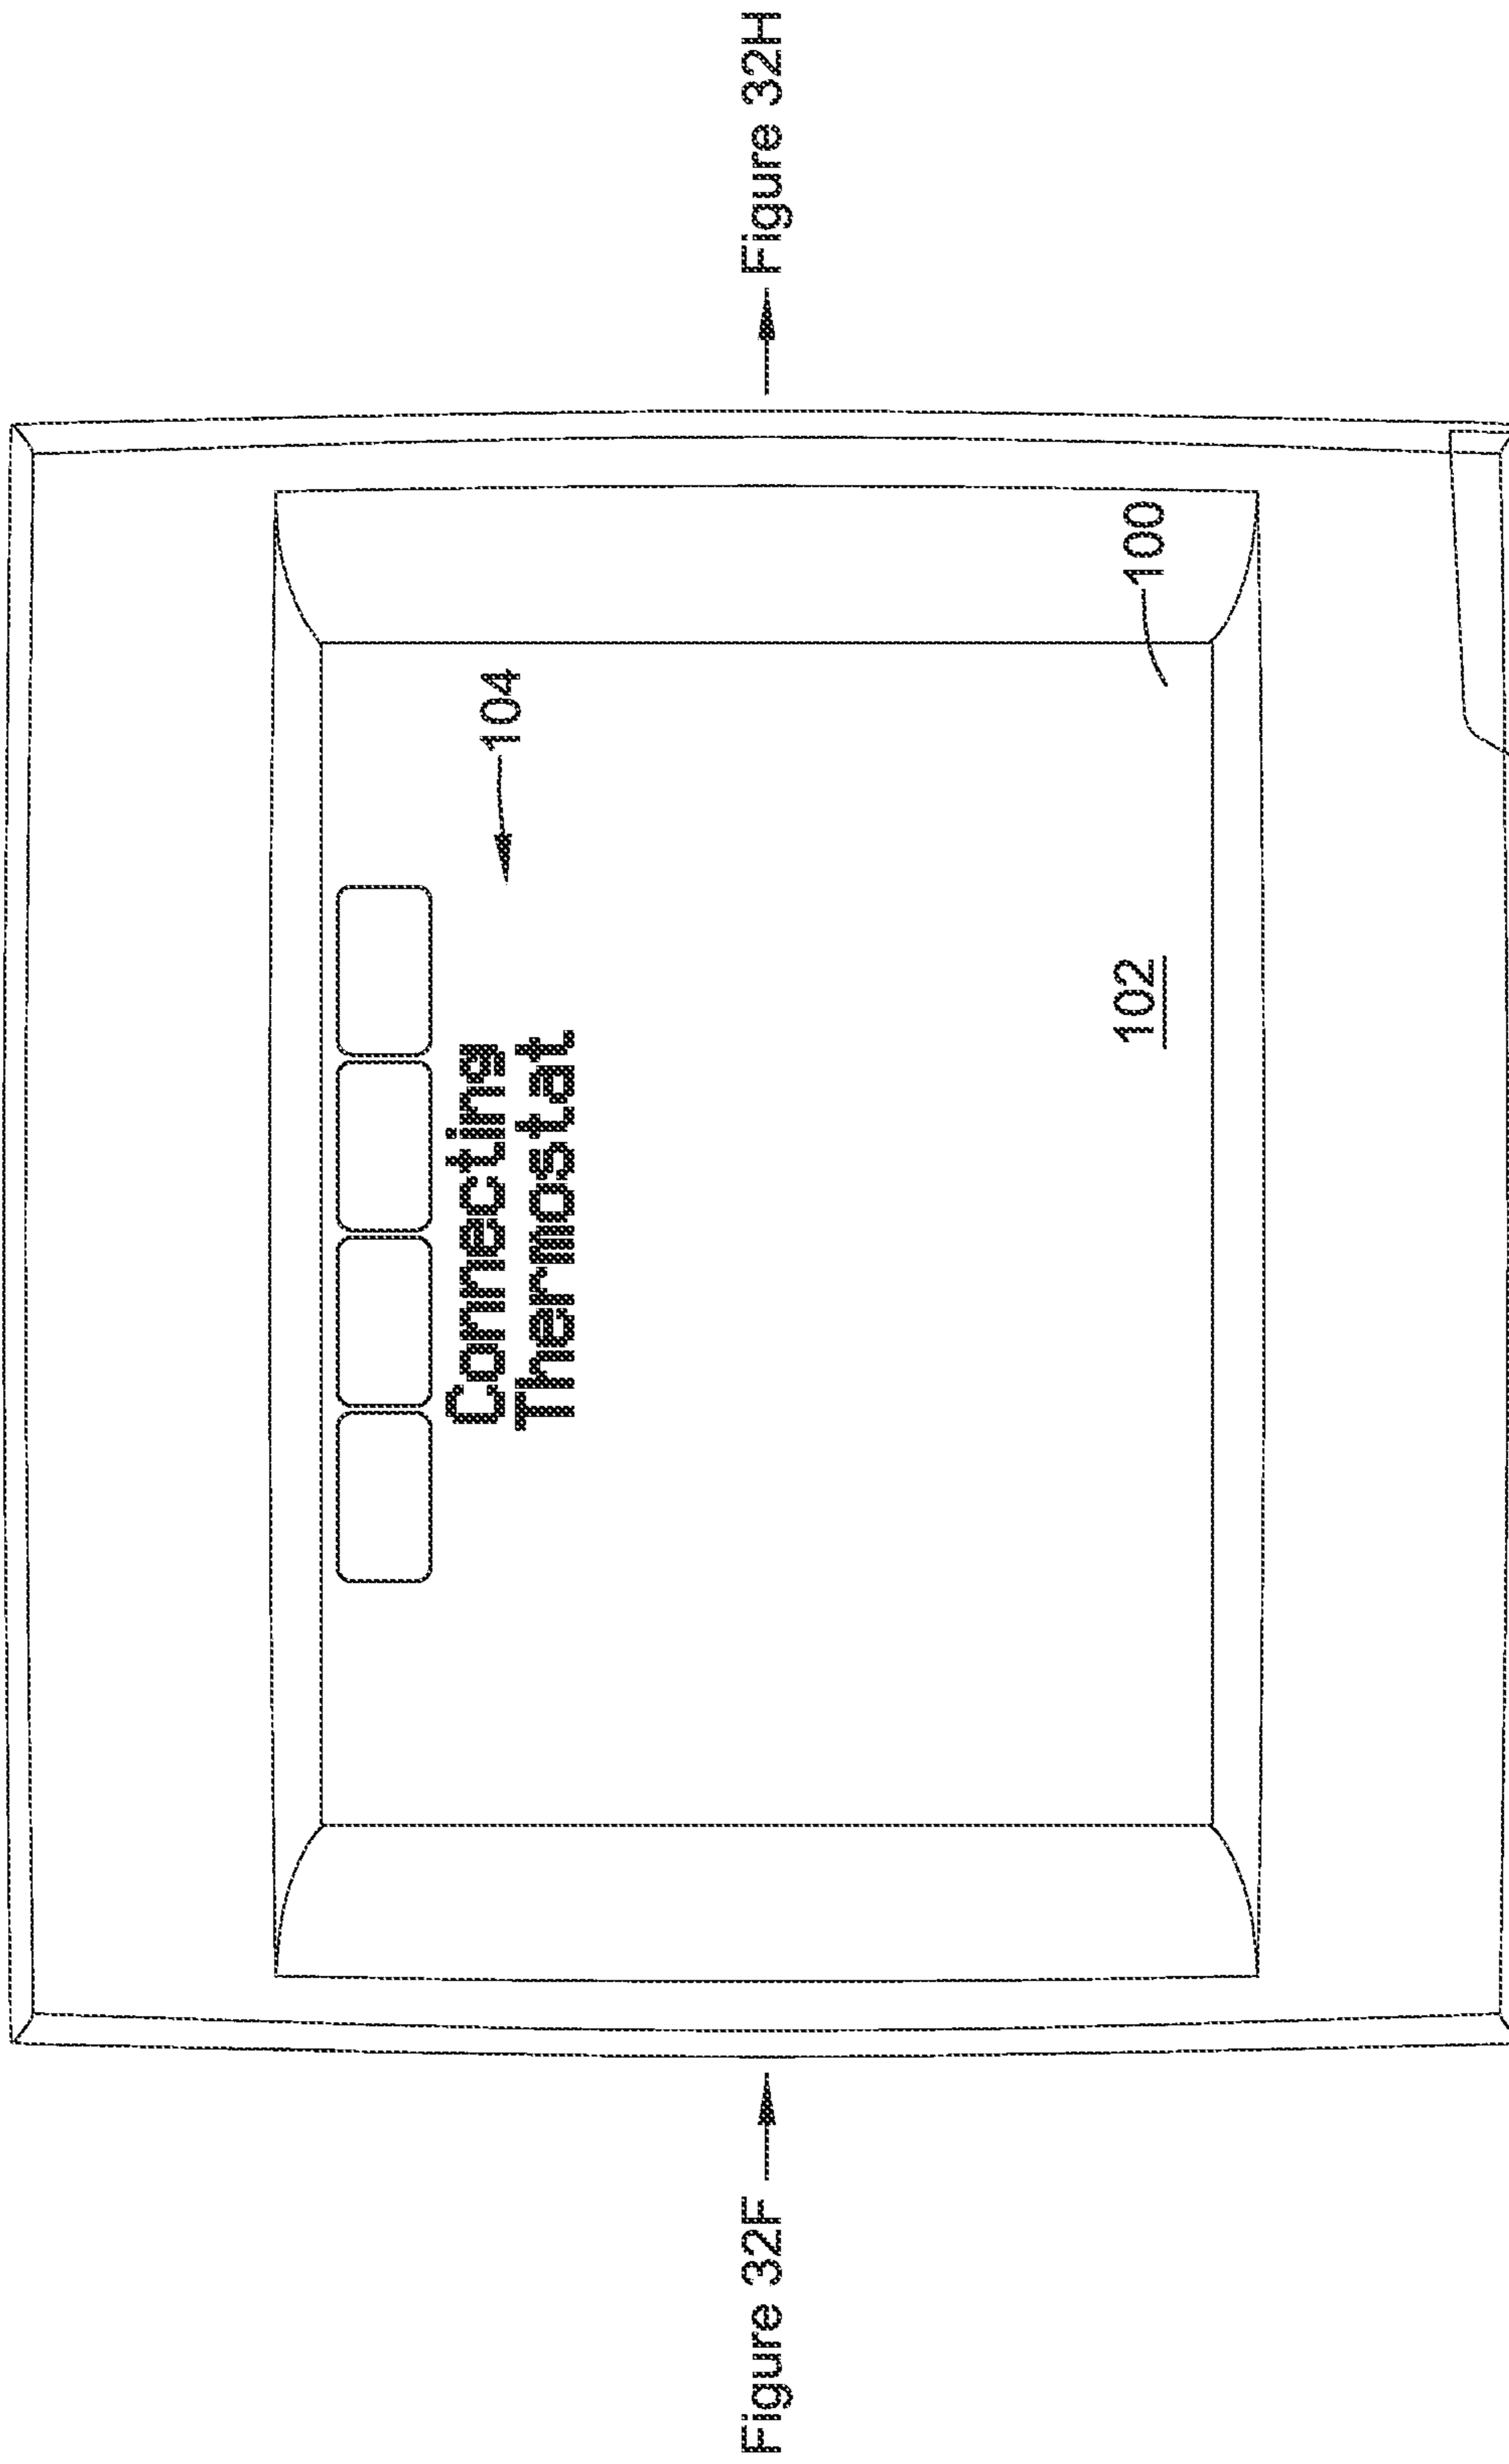 Connecting
Thermostat
104
102
100
Figure 32F
Figure 32H